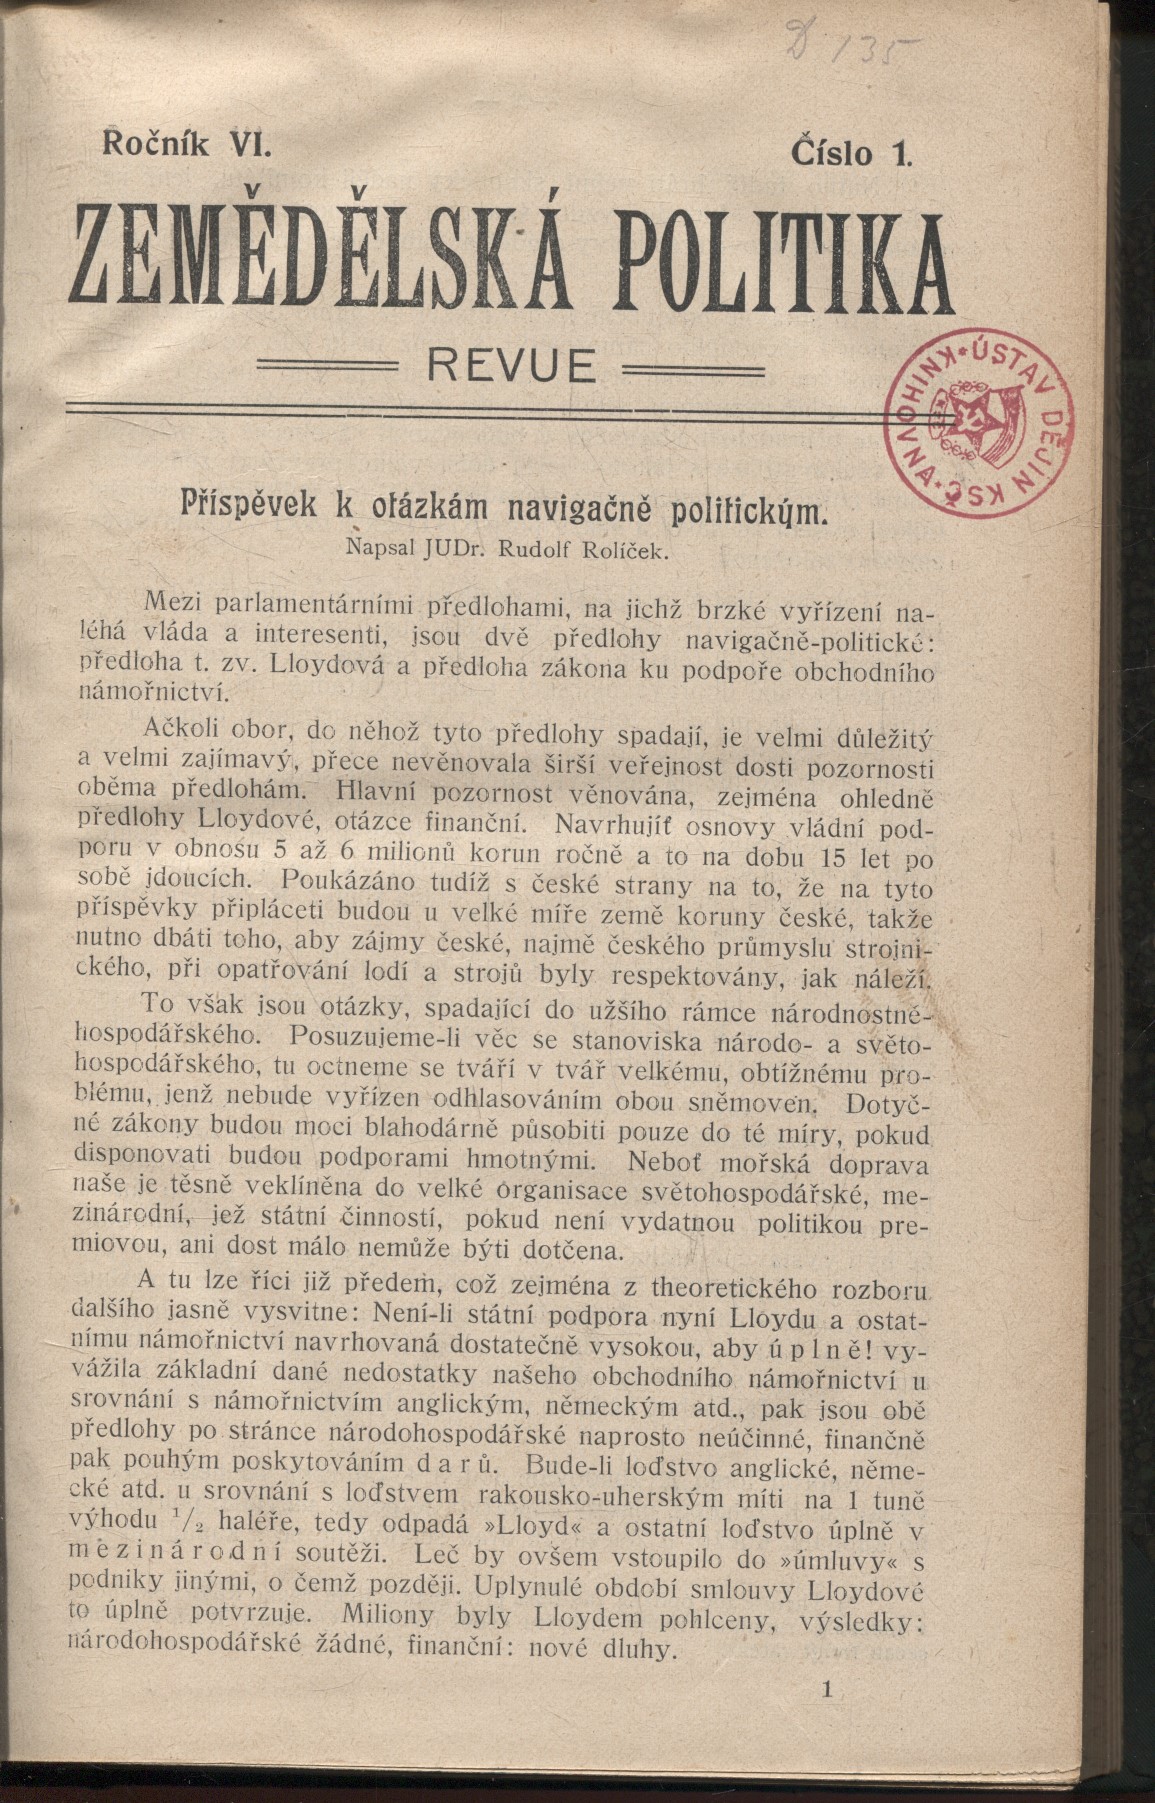 D 135
Ročník VI.
Číslo 1.
ZEMĚDĚLSKÁ POLITIKA
REVUE
KNIHOVNA * ÚSTAV DĚJIN KSČ *
Příspěvek k otázkám navigačně politickým.
Napsal JUDr. Rudolf Rolíček.
Mezi parlamentárními předlohami, na jichž brzké vyřízení na-
léhá vláda a interesenti, jsou dvě předlohy navigačně-politické:
předloha t. zv. Lloydová a předloha zákona ku podpoře obchodního
námořnictví.
Ačkoli obor, do něhož tyto předlohy spadají, je velmi důležitý
a velmi zajímavý, přece nevěnovala širší veřejnost dosti pozornosti
oběma předlohám. Hlavní pozornost věnována, zejména ohledně
předlohy Lloydové, otázce finanční. Navrhujíť osnovy vládní pod-
poru v obnosu 5 až 6 milionů korun ročně a to na dobu 15 let po
sobě jdoucích. Poukázáno tudíž s české strany na to, že na tyto
příspěvky připláceti budou u velké míře země koruny české, takže
nutno dbáti toho, aby zájmy české, najmě českého průmyslu strojni-
ckého, při opatřování lodí a strojů byly respektovány, jak náleží.
To však jsou otázky, spadající do užšího rámce národnostně-
hospodářského. Posuzujeme-li věc se stanoviska národo- a světo-
hospodářského, tu octneme se tváří v tvář velkému, obtížnému pro-
blému, jenž nebude vyřízen odhlasováním obou sněmoven. Dotyč-
né zákony budou moci blahodárně působiti pouze do té míry, pokud
disponovati budou podporami hmotnými. Neboť mořská doprava
naše je těsně veklíněna do velké organisace světohospodářské, me-
zinárodní, jež státní činností, pokud není vydatnou politikou pre-
miovou, ani dost málo nemůže býti dotčena.
A tu lze říci již předem, což zejména z theoretického rozboru
dalšího jasně vysvitne: Není-li státní podpora nyní Lloydu a ostat-
nímu námořnictví navrhovaná dostatečně vysokou, aby úplně! vy-
vážila základní dané nedostatky našeho obchodního námořnictví u
srovnání s námořnictvím anglickým, německým atd., pak jsou obě
předlohy po stránce národohospodářské naprosto neúčinné, finančně
pak pouhým poskytováním darů. Bude-li loďstvo anglické, něme-
cké atd. u srovnání s loďstvem rakousko-uherským míti na 1 tuně
výhodu 1/2 haléře, tedy odpadá »Lloyd« a ostatní loďstvo úplně v
mezinárodní soutěži. Leč by ovšem vstoupilo do »úmluvy« s
podniky jinými, o čemž později. Uplynulé období smlouvy Lloydové
to úplně potvrzuje. Miliony byly Lloydem pohlceny, výsledky:
národohospodářské žádné, finanční: nové dluhy.
1